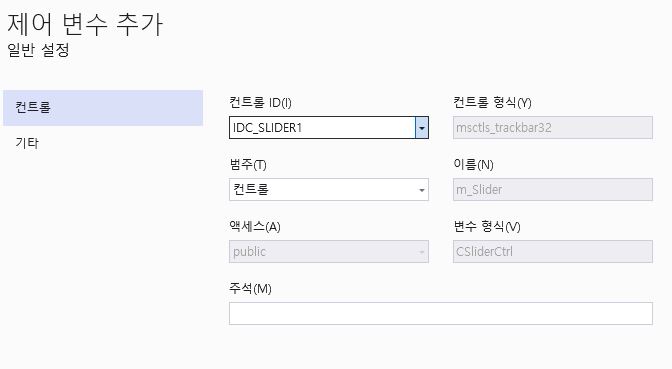 제어 변수 추가
일반 설정
컨트롤
기타
컨트롤 ID(I)
컨트롤 형식(Y)
IDC_SLIDER1
msctls_trackbar32
범주(T)
이름(N)
컨트롤
m_Slider
액세스(A)
변수 형식(V)
public
CSliderCtrl
주석(M)